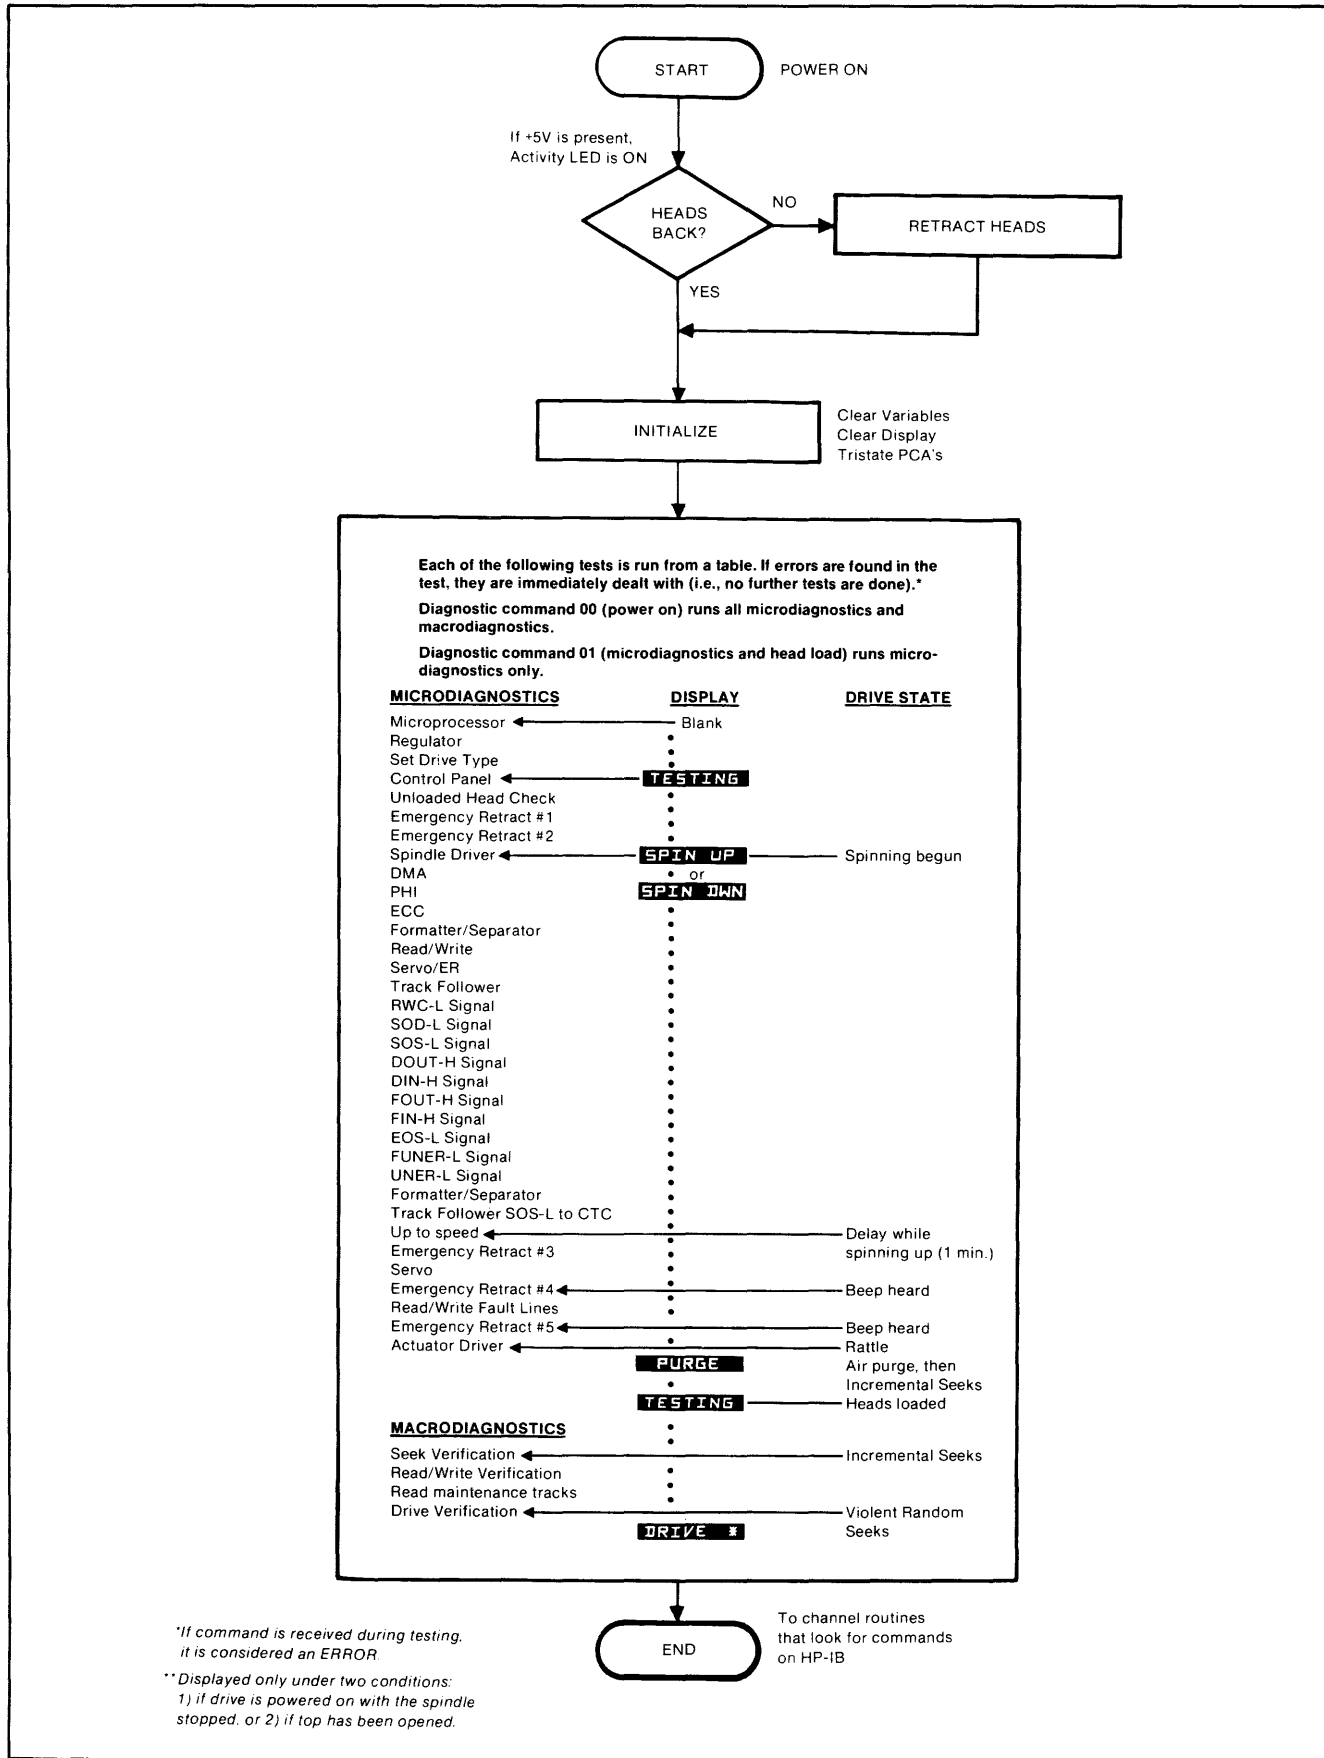 START
POWER ON
If +5V is present,
Activity LED is ON
HEADS
BACK?
NO
RETRACT HEADS
YES
INITIALIZE
Clear Variables
Clear Display
Tristate PCA's
Each of the following tests is run from a table. If errors are found in the
test, they are immediately dealt with (i.e., no further tests are done).*
Diagnostic command 00 (power on) runs all microdiagnostics and
macrodiagnostics.
Diagnostic command 01 (microdiagnostics and head load) runs micro-
diagnostics only.
MICRODIAGNOSTICS DISPLAY DRIVE STATE
Microprocessor Blank
Regulator
Set Drive Type
Control Panel TESTING
Unloaded Head Check
Emergency Retract #1
Emergency Retract #2
Spindle Driver SPIN UP Spinning begun
DMA or
PHI SPIN DWN
ECC
Formatter/Separator
Read/Write
Servo/ER
Track Follower
RWC-L Signal
SOD-L Signal
SOS-L Signal
DOUT-H Signal
DIN-H Signal
FOUT-H Signal
FIN-H Signal
EOS-L Signal
FUNER-L Signal
UNER-L Signal
Formatter/Separator
Track Follower SOS-L to CTC
Up to speed Delay while
Emergency Retract #3 spinning up (1 min.)
Servo
Emergency Retract #4 Beep heard
Read/Write Fault Lines
Emergency Retract #5 Beep heard
Actuator Driver Rattle
PURGE Air purge, then
Incremental Seeks
TESTING Heads loaded
MACRODIAGNOSTICS
Seek Verification Incremental Seeks
Read/Write Verification
Read maintenance tracks
Drive Verification Violent Random
DRIVE * Seeks
END
To channel routines
that look for commands
on HP-IB
*If command is received during testing,
it is considered an ERROR.
**Displayed only under two conditions:
1) if drive is powered on with the spindle
stopped, or 2) if top has been opened.